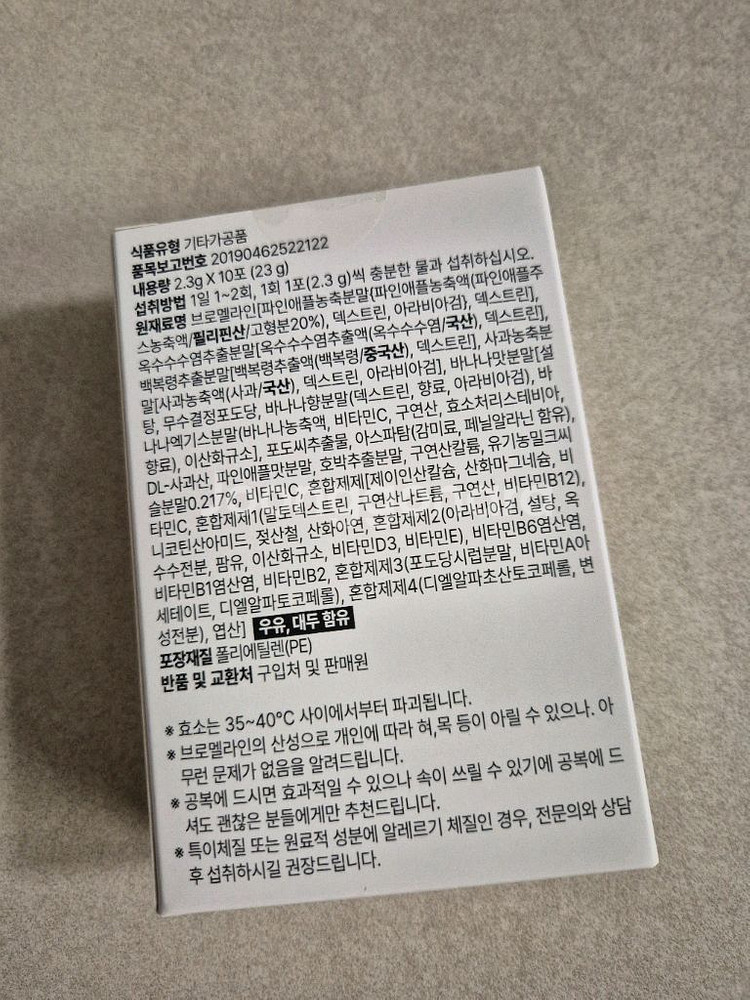 식품유형 기타가공품
품목보고번호 20190462522122
내용량 2.3g X 10포 (23 g)
섭취방법 1일 1~2회, 1회 1포(2.3 g)씩 충분한 물과 섭취하십시오.
원재료명 브로멜라인[파인애플농축분말{파인애플농축액(파인애플주
스농축액/필리핀산/고형분20%), 덱스트린, 아라비아검}, 덱스트린],
옥수수수염추출분말[옥수수수염추출액(옥수수수염/국산), 덱스트린],
백복령추출분말[백복령추출액(백복령/중국산), 덱스트린], 사과농축분
말[사과농축액(사과/국산), 덱스트린, 아라비아검], 바나나맛분말[설
탕, 무수결정포도당, 바나나향분말(덱스트린, 향료, 아라비아검), 바
나나엑기스분말(바나나농축액, 비타민C, 구연산, 효소처리스테비아,
향료), 이산화규소], 포도씨추출물, 아스파탐(감미료, 페닐알라닌 함유),
DL-사과산, 파인애플맛분말, 호박추출분말, 구연산칼륨, 유기농밀크씨
슬분말0.217%, 비타민C, 혼합제제[제이인산칼슘, 산화마그네슘, 비
타민C, 혼합제제1(말토덱스트린, 구연산나트륨, 구연산, 비타민B12),
니코틴산아미드, 젖산철, 산화아연, 혼합제제2(아라비아검, 설탕, 옥
수수전분, 팜유, 이산화규소, 비타민D3, 비타민E), 비타민B6염산염,
비타민B1염산염, 비타민B2, 혼합제제3(포도당시럽분말, 비타민A아
세테이트, 디엘알파토코페롤), 혼합제제4(디엘알파초산토코페롤, 변
성전분), 엽산] 우유, 대두 함유
포장재질 폴리에틸렌(PE)
반품 및 교환처 구입처 및 판매원
※ 효소는 35~40℃ 사이에서부터 파괴됩니다.
※ 브로멜라인의 산성으로 개인에 따라 혀,목 등이 아릴 수 있으나. 아
무런 문제가 없음을 알려드립니다.
※ 공복에 드시면 효과적일 수 있으나 속이 쓰릴 수 있기에 공복에 드
셔도 괜찮은 분들에게만 추천드립니다.
※ 특이체질 또는 원료적 성분에 알레르기 체질인 경우, 전문의와 상담
후 섭취하시길 권장드립니다.